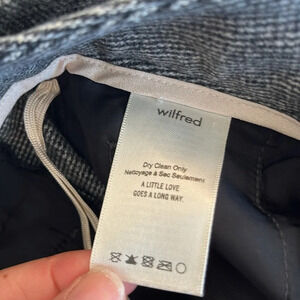 wilfred
Dry Clean Only
Nettoyage à Sec Seulement
A LITTLE LOVE
GOES A LONG WAY.